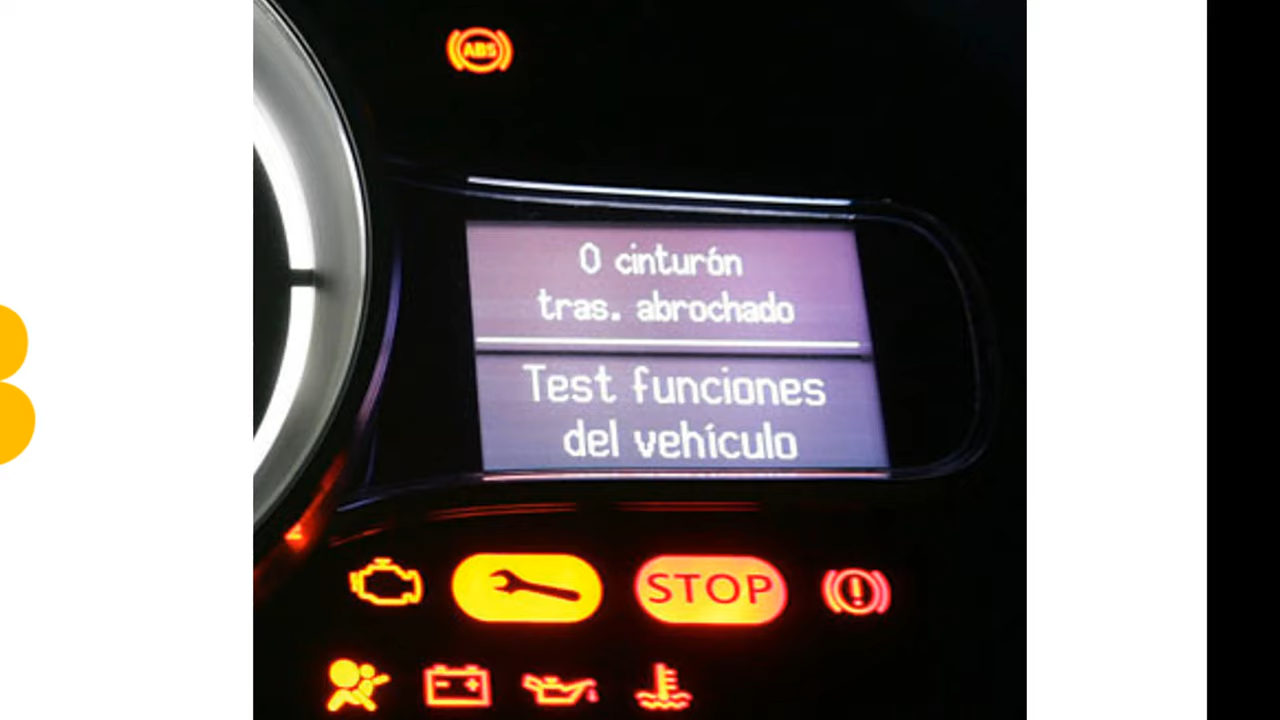 ABS
0 cinturón
tras. abrochado
Test funciones
del vehículo
STOP